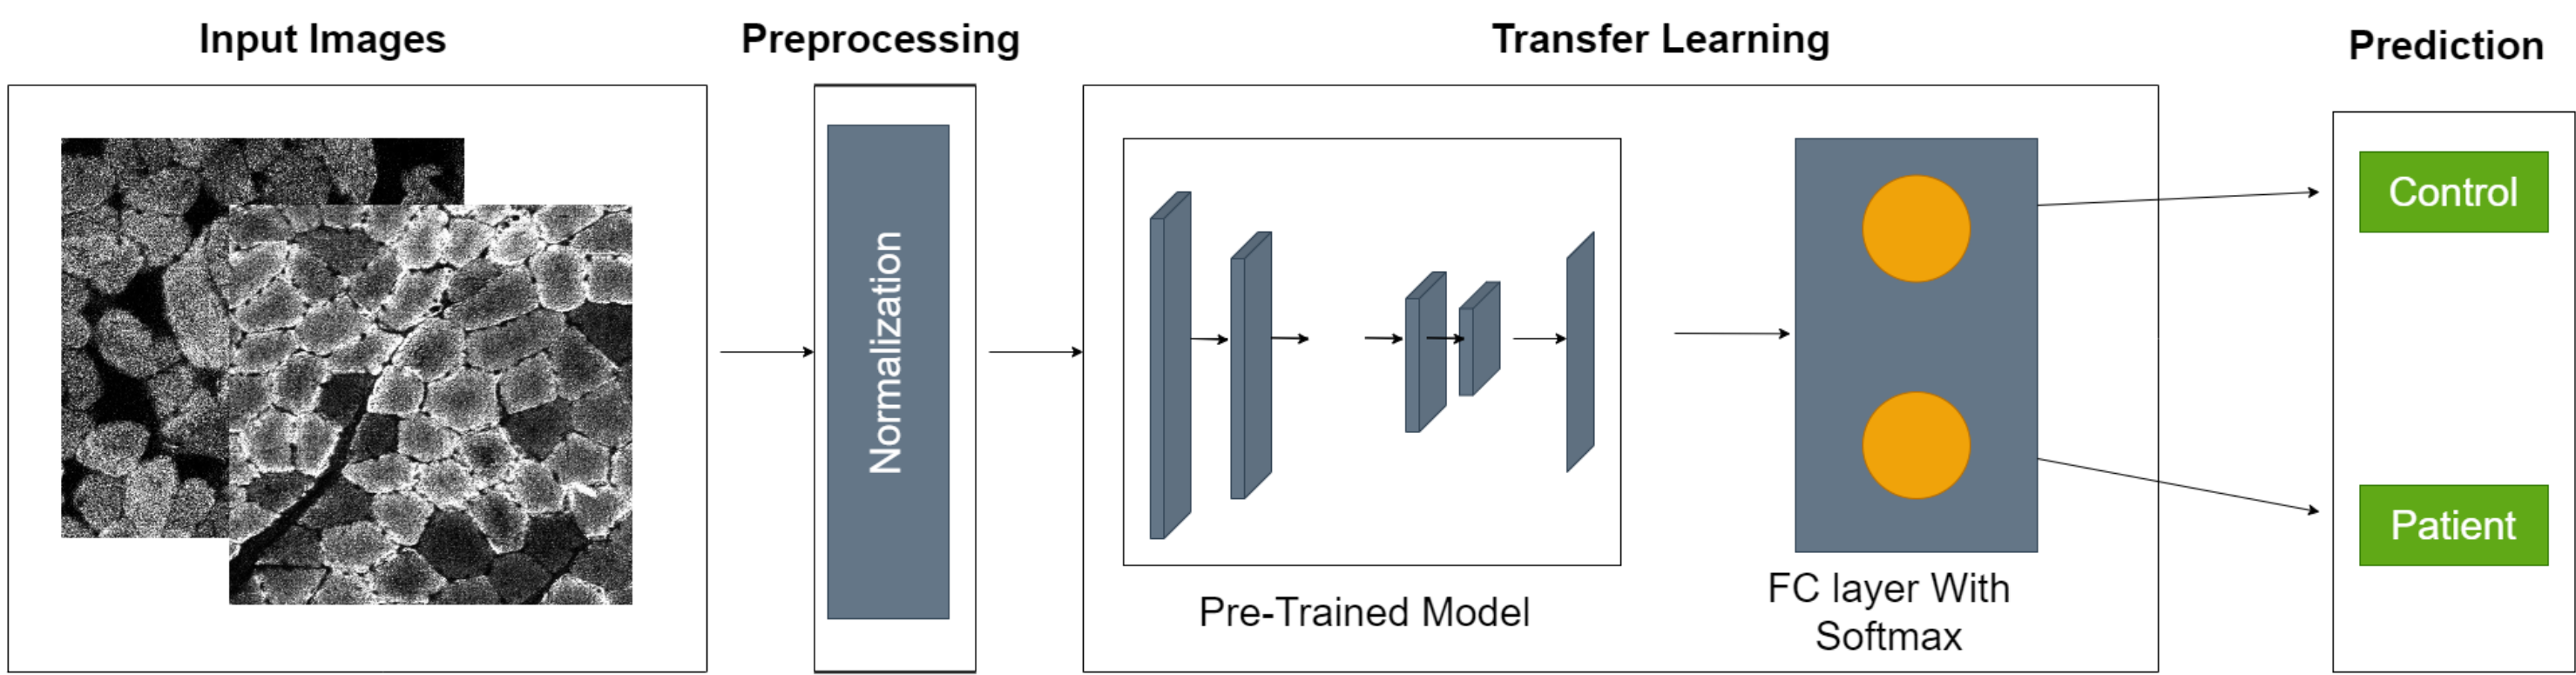 Input Images
Preprocessing
Transfer Learning
Prediction
Normalization
Control
Patient
Pre-Trained Model
FC layer With
Softmax